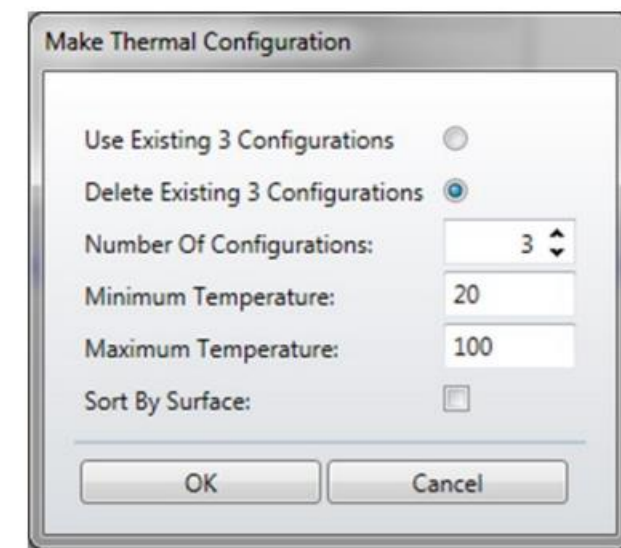 Make Thermal Configuration
Use Existing 3 Configurations
Delete Existing 3 Configurations
Number Of Configurations: 3
Minimum Temperature: 20
Maximum Temperature: 100
Sort By Surface:
OK Cancel